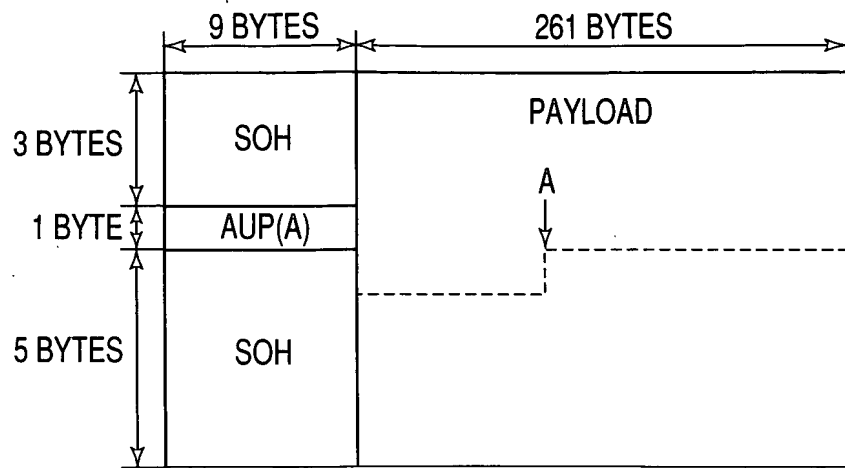 9 BYTES
261 BYTES
3 BYTES
SOH
PAYLOAD
A
1 BYTE
AUP(A)
5 BYTES
SOH